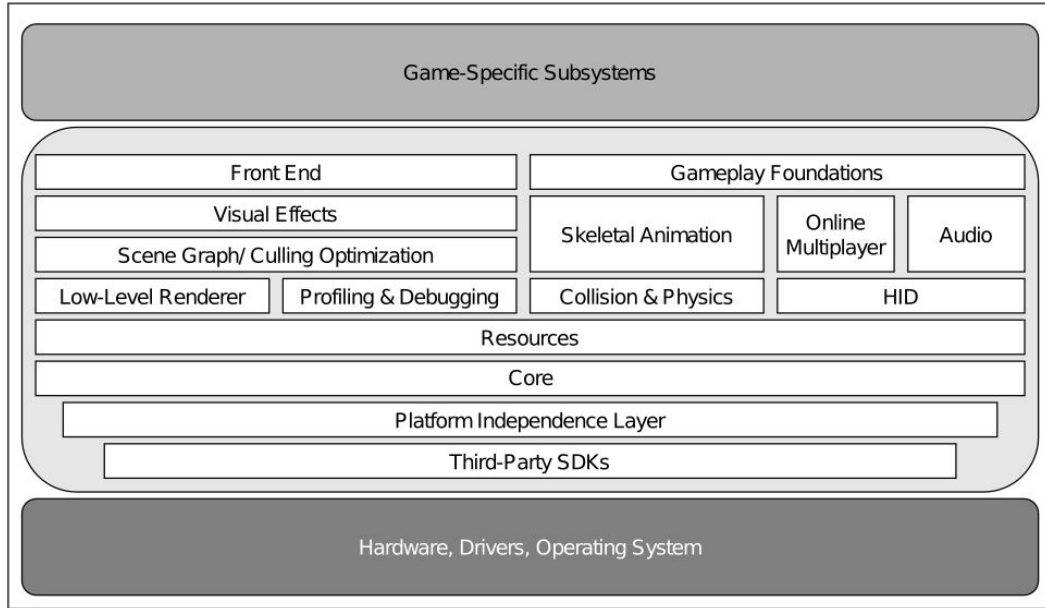 Game-Specific Subsystems
Front End
Gameplay Foundations
Visual Effects
Skeletal Animation
Online
Multiplayer
Audio
Scene Graph/ Culling Optimization
Low-Level Renderer
Profiling & Debugging
Collision & Physics
HID
Resources
Core
Platform Independence Layer
Third-Party SDKs
Hardware, Drivers, Operating System